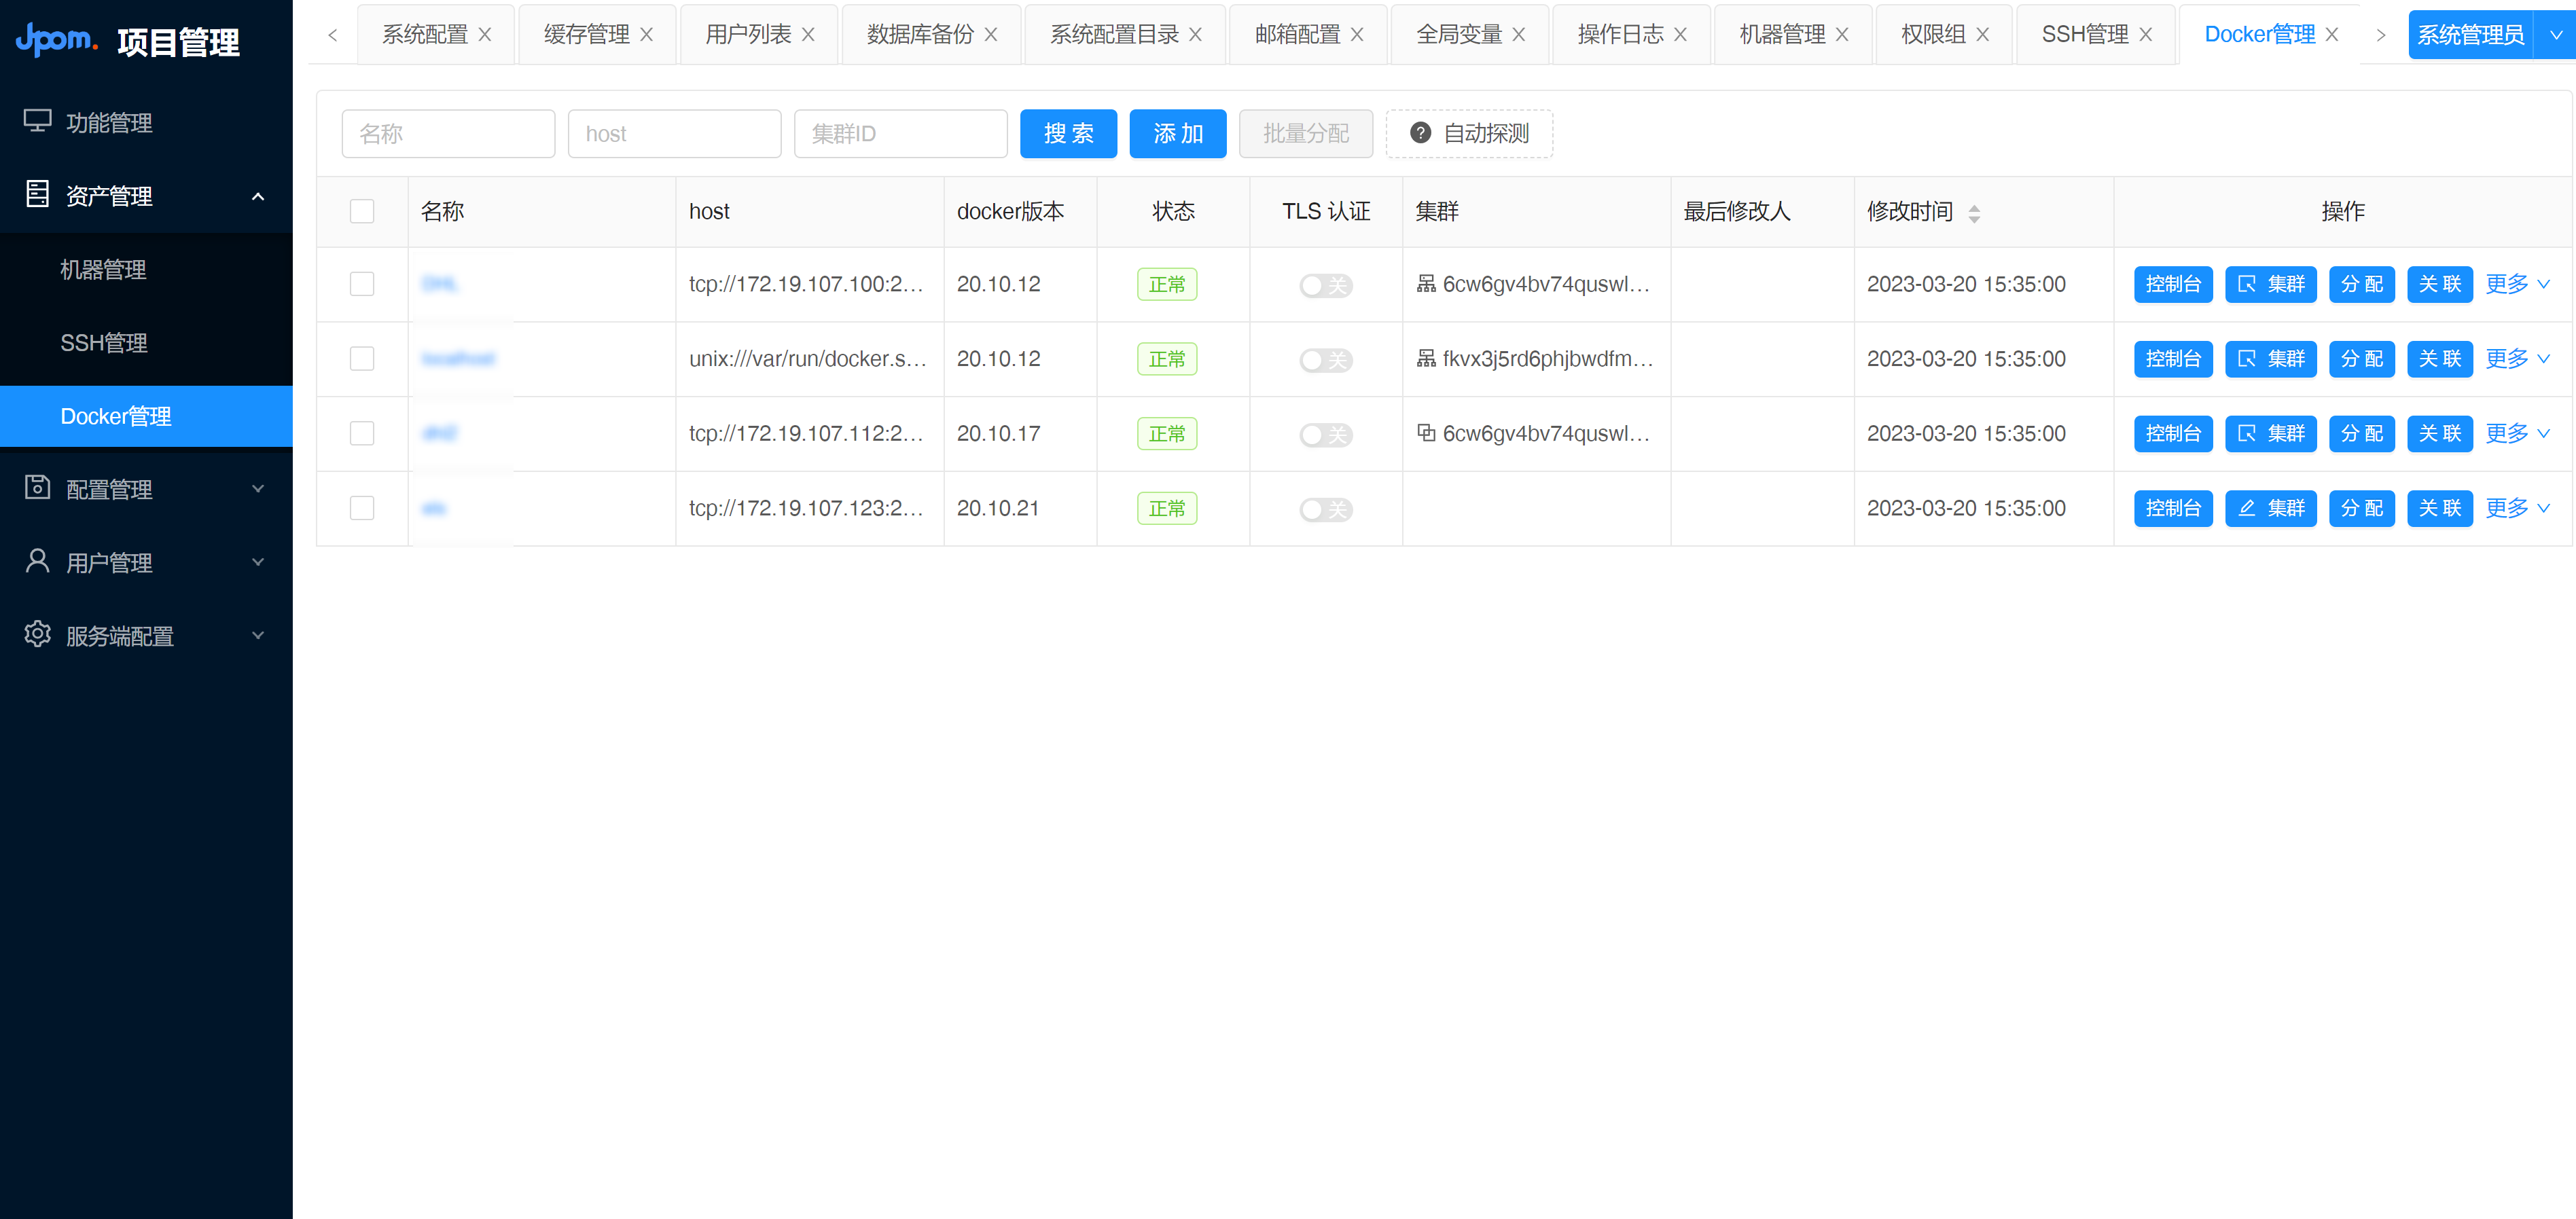 Jpom. 项目管理
系统配置 缓存管理 用户列表 数据库备份 系统配置目录 邮箱配置 全局变量 操作日志 机器管理 权限组 SSH管理 Docker管理 系统管理员
功能管理
资产管理
机器管理
SSH管理
Docker管理
配置管理
用户管理
服务端配置
名称 host 集群ID 搜 索 添 加 批量分配 自动探测
名称 host docker版本 状态 TLS 认证 集群 最后修改人 修改时间 操作
tcp://172.19.107.100:2... 20.10.12 正常 关 6cw6gv4bv74quswl... 2023-03-20 15:35:00 控制台 集群 分 配 关 联 更多
unix:///var/run/docker.s... 20.10.12 正常 关 fkvx3j5rd6phjbwdfm... 2023-03-20 15:35:00 控制台 集群 分 配 关 联 更多
tcp://172.19.107.112:2... 20.10.17 正常 关 6cw6gv4bv74quswl... 2023-03-20 15:35:00 控制台 集群 分 配 关 联 更多
tcp://172.19.107.123:2... 20.10.21 正常 关 2023-03-20 15:35:00 控制台 集群 分 配 关 联 更多